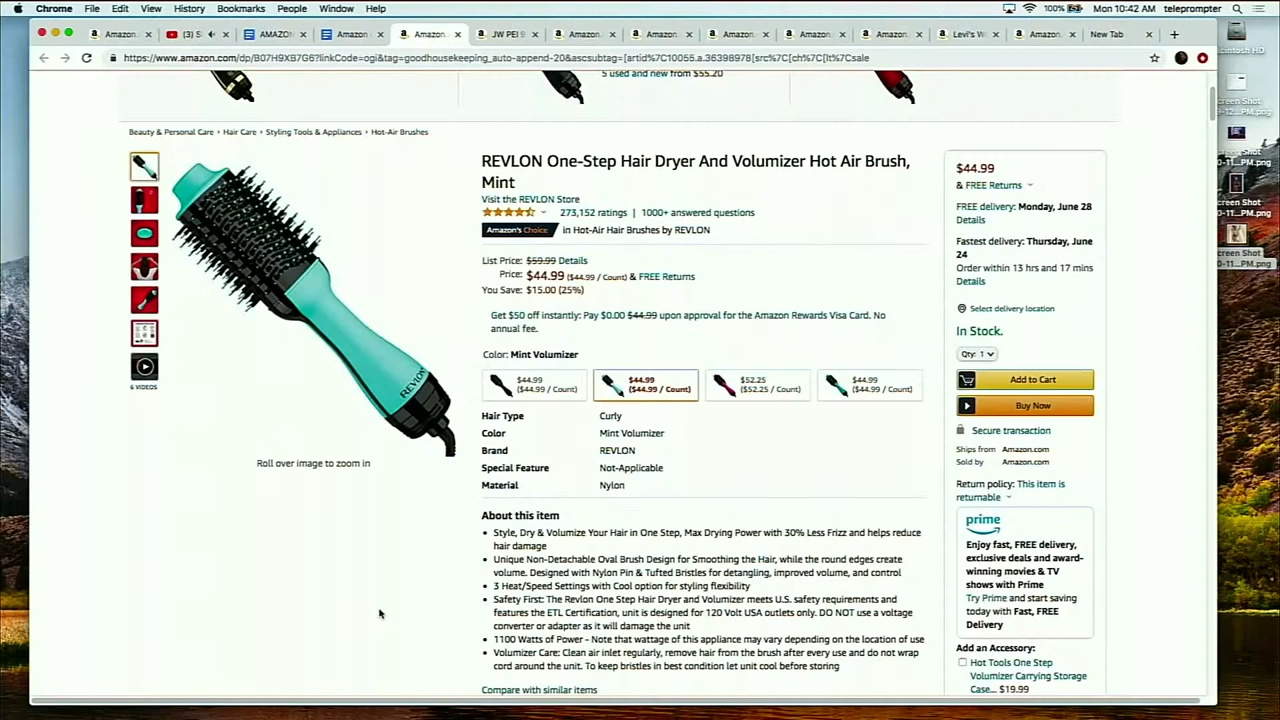 Chrome File Edit View History Bookmarks People Window Help
100% Mon 10:42 AM teleprompter
Amazon. (3) S AMAZO Amazon Amazon. JW PEI Amazon. Amazon. Amazon. Amazon. Amazon. Levi's W Amazon. New Tab
https://www.amazon.com/dp/B07H9XB7G6?linkCode=ogi&tag=goodhousekeeping_auto-append-20&ascsubtag=[artid%7C10055.a.36398978[src%7C[ch%7C[lt%7Csale
5 used and new from $55.20
Beauty & Personal Care › Hair Care › Styling Tools & Appliances › Hot-Air Brushes
REVLON One-Step Hair Dryer And Volumizer Hot Air Brush,
Mint
Visit the REVLON Store
273,152 ratings | 1000+ answered questions
Amazon's Choice in Hot-Air Hair Brushes by REVLON
List Price: $59.99 Details
Price: $44.99 ($44.99 / Count) & FREE Returns
You Save: $15.00 (25%)
Get $50 off instantly: Pay $0.00 $44.99 upon approval for the Amazon Rewards Visa Card. No
annual fee.
Color: Mint Volumizer
$44.99 $44.99 $52.25 $44.99
($44.99 / Count) ($44.99 / Count) ($52.25 / Count) ($44.99 / Count)
Hair Type Curly
Color Mint Volumizer
Brand REVLON
Special Feature Not-Applicable
Material Nylon
About this item
• Style, Dry & Volumize Your Hair in One Step, Max Drying Power with 30% Less Frizz and helps reduce
hair damage
• Unique Non-Detachable Oval Brush Design for Smoothing the Hair, while the round edges create
volume. Designed with Nylon Pin & Tufted Bristles for detangling, improved volume, and control
• 3 Heat/Speed Settings with Cool option for styling flexibility
• Safety First: The Revlon One Step Hair Dryer and Volumizer meets U.S. safety requirements and
features the ETL Certification, unit is designed for 120 Volt USA outlets only. DO NOT use a voltage
converter or adapter as it will damage the unit
• 1100 Watts of Power - Note that wattage of this appliance may vary depending on the location of use
• Volumizer Care: Clean air inlet regularly, remove hair from the brush after every use and do not wrap
cord around the unit. To keep bristles in best condition let unit cool before storing
Compare with similar items
REVLON
6 VIDEOS
Roll over image to zoom in
$44.99
& FREE Returns
FREE delivery: Monday, June 28
Details
Fastest delivery: Thursday, June
24
Order within 13 hrs and 17 mins
Details
Select delivery location
In Stock.
Qty: 1
Add to Cart
Buy Now
Secure transaction
Ships from Amazon.com
Sold by Amazon.com
Return policy: This item is
returnable
prime
Enjoy fast, FREE delivery,
exclusive deals and award-
winning movies & TV
shows with Prime
Try Prime and start saving
today with Fast, FREE
Delivery
Add an Accessory:
Hot Tools One Step
Volumizer Carrying Storage
Case... $19.99